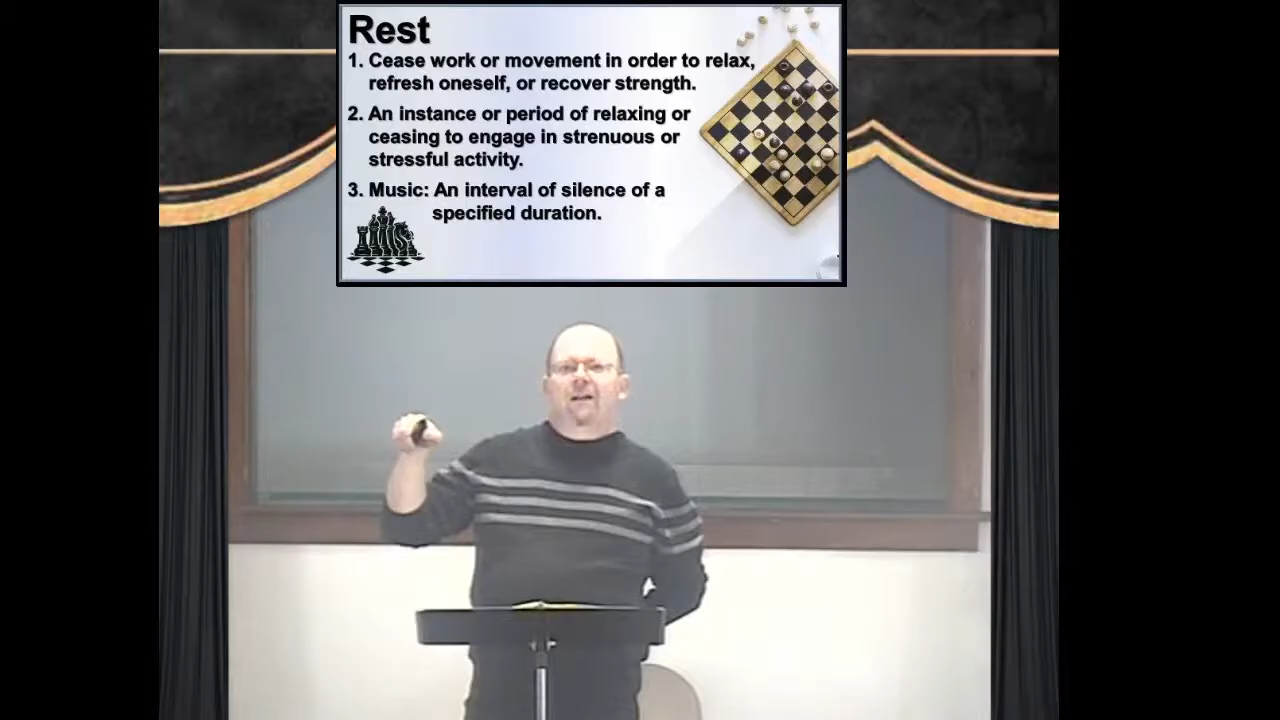 Rest
1. Cease work or movement in order to relax,
refresh oneself, or recover strength.
2. An instance or period of relaxing or
ceasing to engage in strenuous or
stressful activity.
3. Music: An interval of silence of a
specified duration.